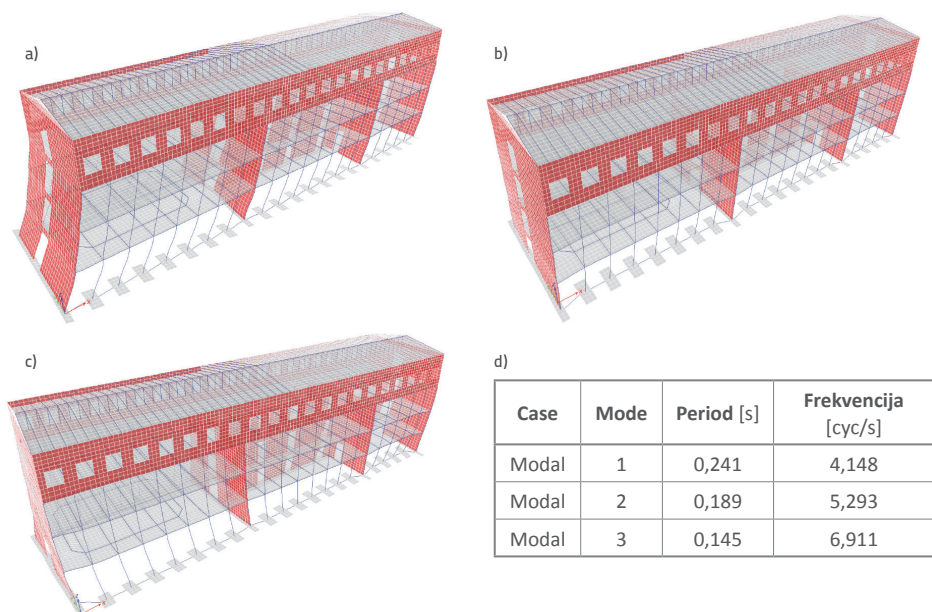 a)
b)
c)
d)
Case Mode Period [s] Frekvencija [cyc/s]
Modal 1 0,241 4,148
Modal 2 0,189 5,293
Modal 3 0,145 6,911